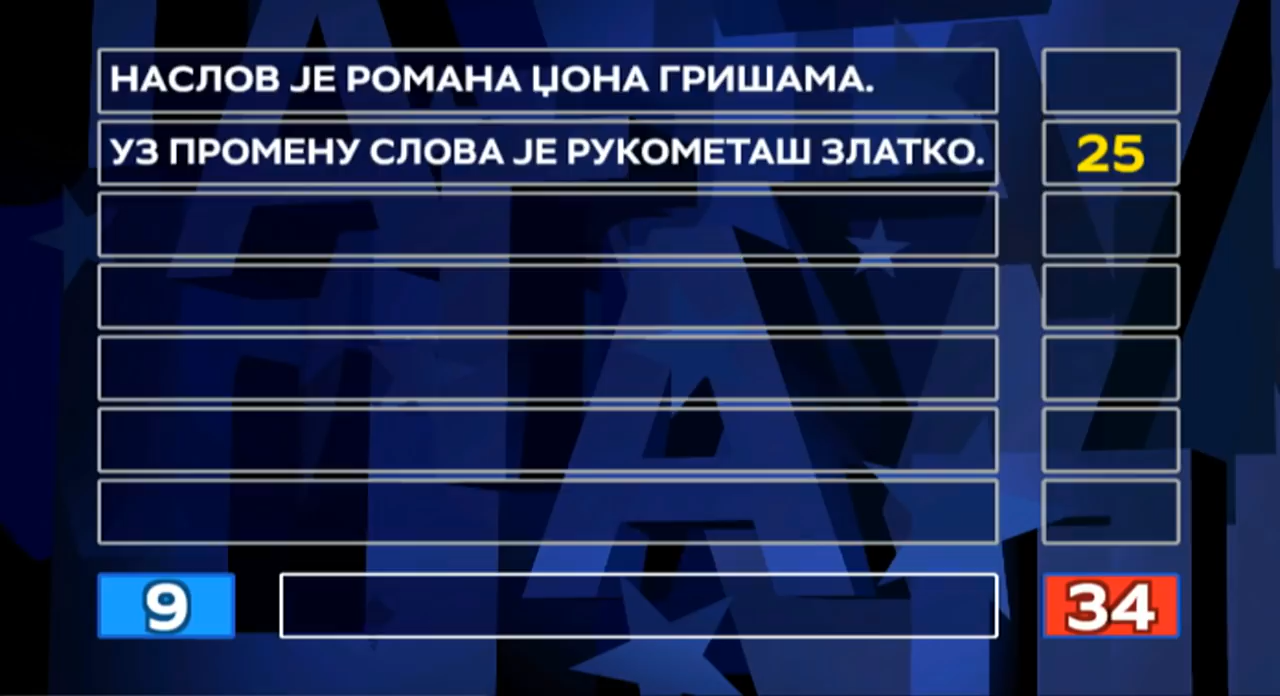 НАСЛОВ ЈЕ РОМАНА ЏОНА ГРИШАМА.
УЗ ПРОМЕНУ СЛОВА ЈЕ РУКОМЕТАШ ЗЛАТКО.
25
9
34